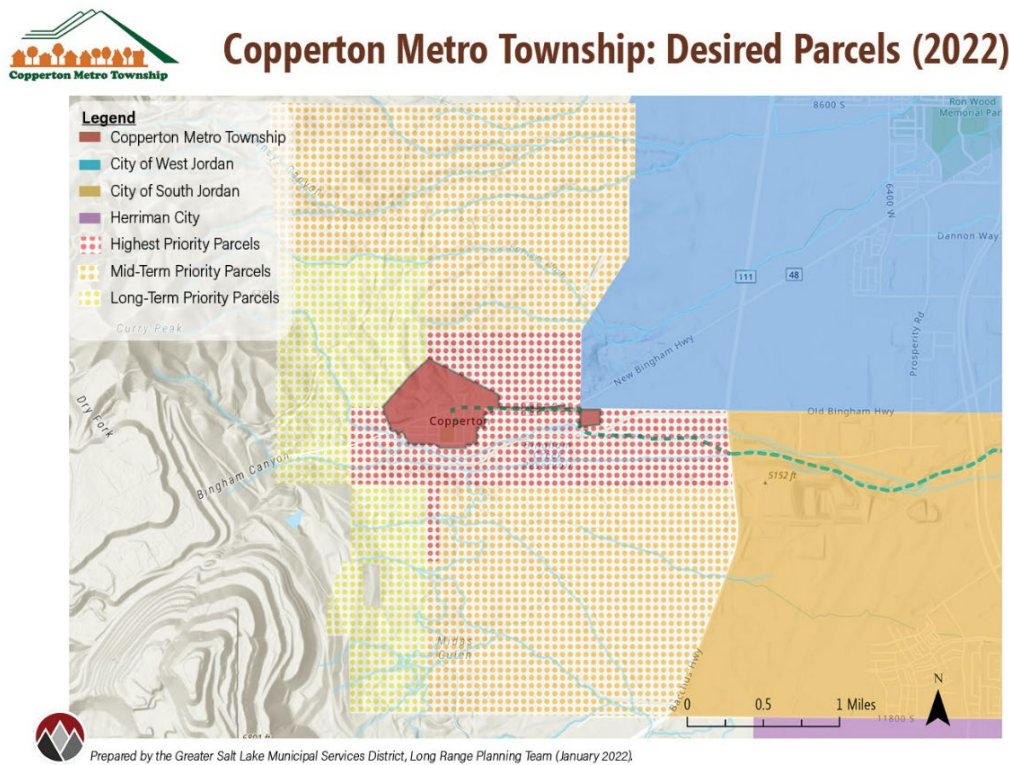 Copperton Metro Township
Copperton Metro Township: Desired Parcels (2022)
Legend
Copperton Metro Township
City of West Jordan
City of South Jordan
Herriman City
Highest Priority Parcels
Mid-Term Priority Parcels
Long-Term Priority Parcels
8600 S
Ron Wood
Memorial Par
6400 W
Dannon Way
111
48
Curry Peak
Prosperity Rd
New Bingham Hwy
Dry Fork
Copperton
Old Bingham Hwy
Bingham Canyon
5152 ft
Midas
Gulch
Bacchus Hwy
N
0 0.5 1 Miles
11800 S
Prepared by the Greater Salt Lake Municipal Services District, Long Range Planning Team (January 2022).